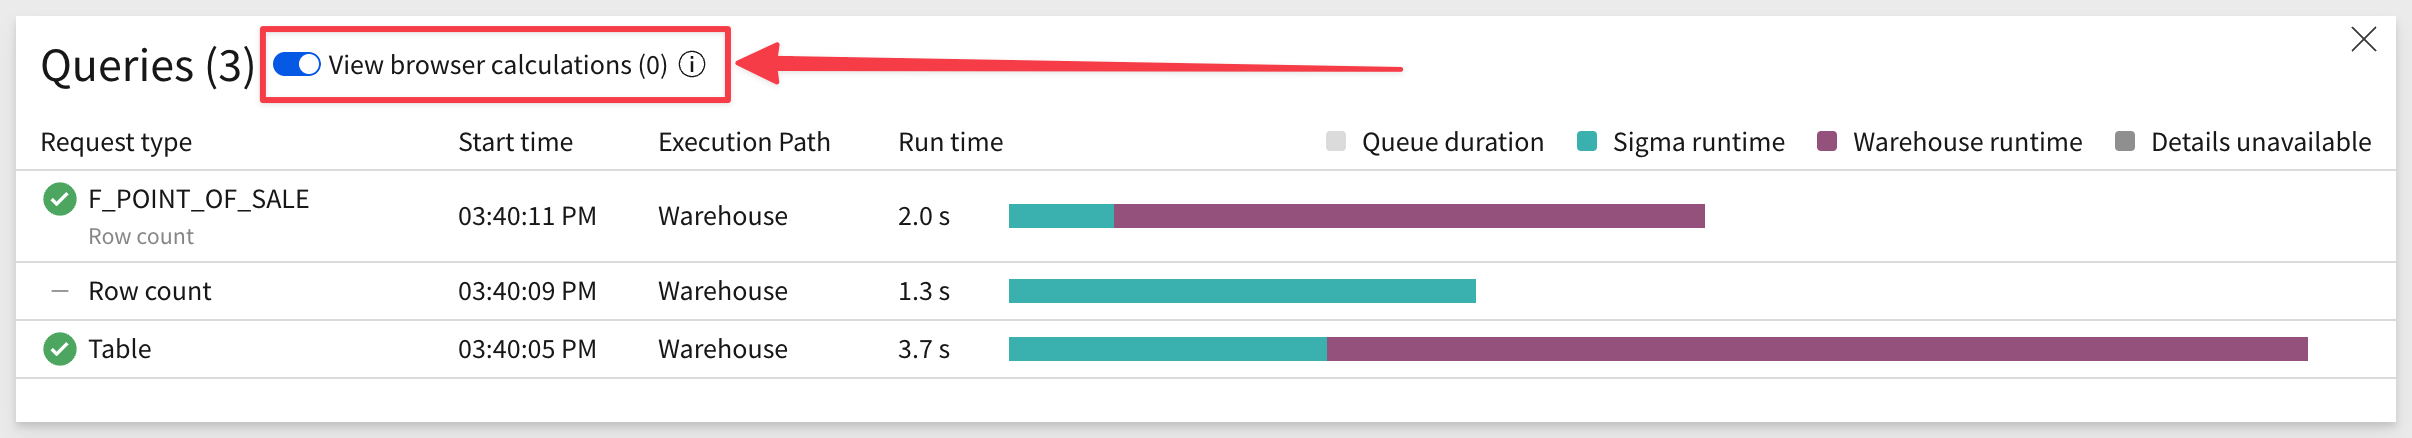 Queries (3) View browser calculations (0)
Request type Start time Execution Path Run time Queue duration Sigma runtime Warehouse runtime Details unavailable
F_POINT_OF_SALE 03:40:11 PM Warehouse 2.0 s
Row count
Row count 03:40:09 PM Warehouse 1.3 s
Table 03:40:05 PM Warehouse 3.7 s